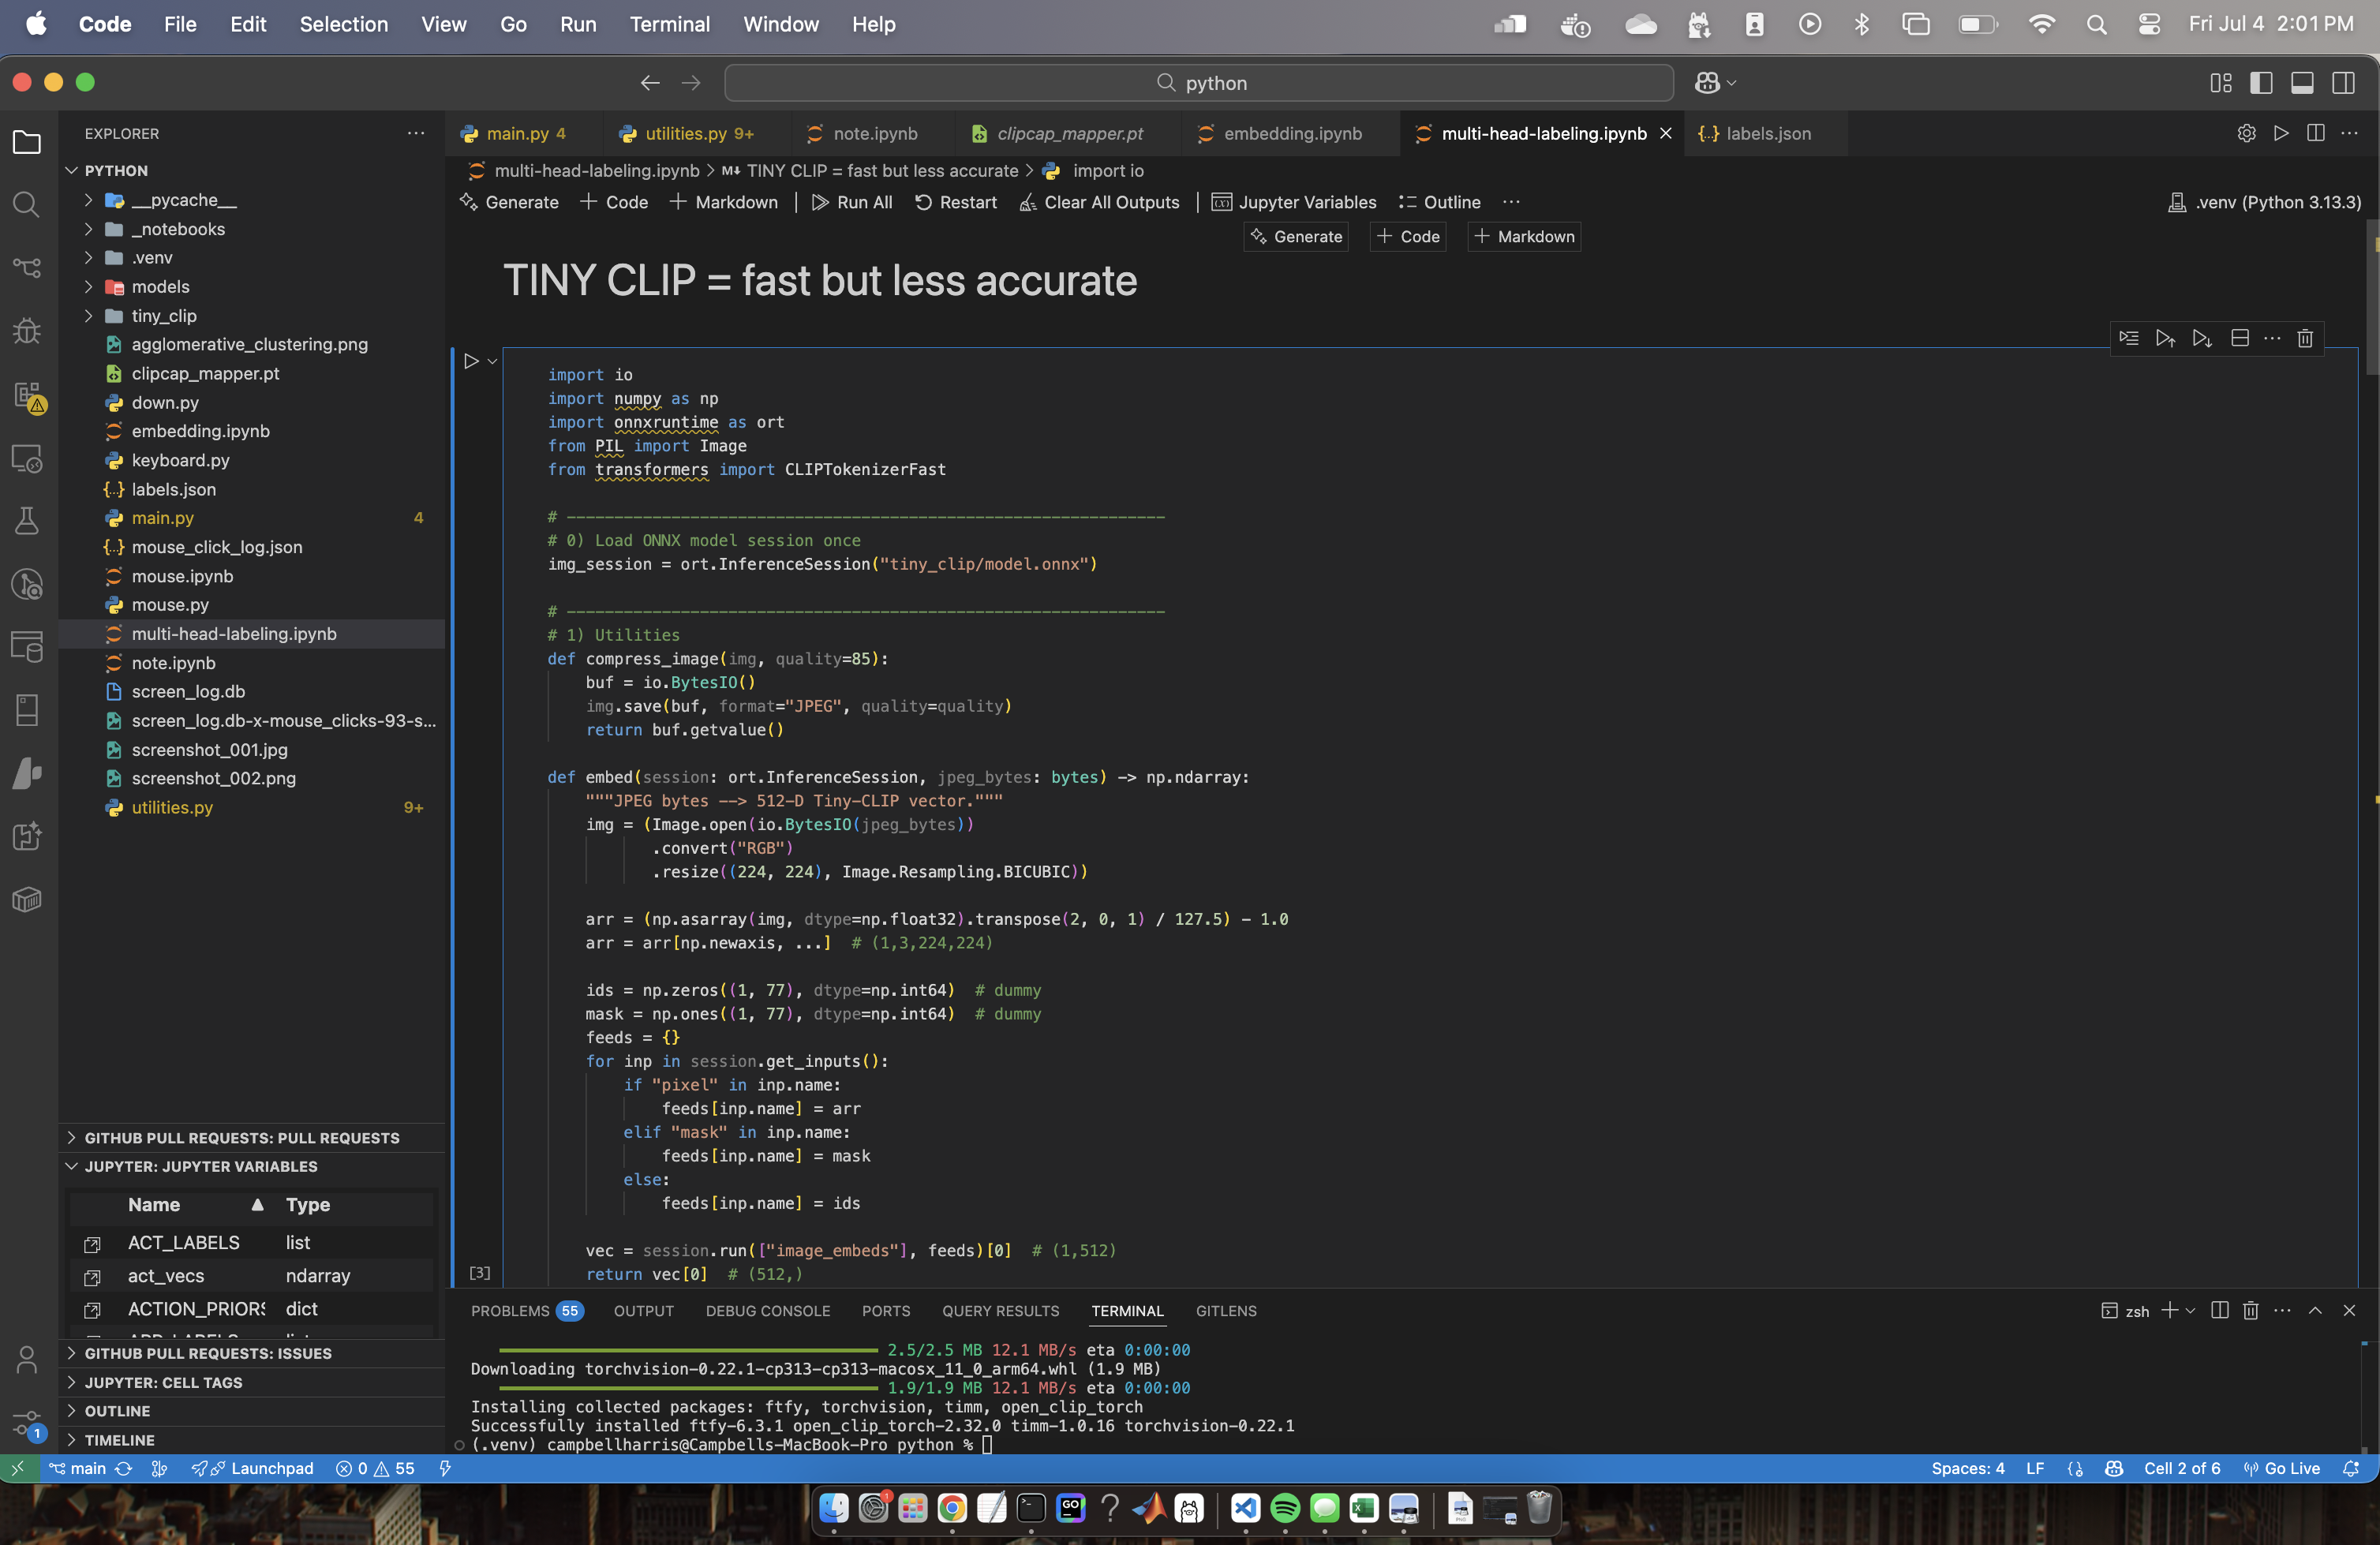 Code File Edit Selection View Go Run Terminal Window Help Fri Jul 4 2:01 PM
python
EXPLORER
main.py 4 utilities.py 9+ note.ipynb clipcap_mapper.pt embedding.ipynb multi-head-labeling.ipynb {..} labels.json
multi-head-labeling.ipynb > M↓ TINY CLIP = fast but less accurate > import io
Generate + Code + Markdown Run All Restart Clear All Outputs Jupyter Variables Outline ... .venv (Python 3.13.3)
Generate + Code + Markdown
PYTHON
__pycache__
_notebooks
.venv
models
tiny_clip
agglomerative_clustering.png
clipcap_mapper.pt
down.py
embedding.ipynb
keyboard.py
{..} labels.json
main.py 4
{..} mouse_click_log.json
mouse.ipynb
mouse.py
multi-head-labeling.ipynb
note.ipynb
screen_log.db
screen_log.db-x-mouse_clicks-93-s...
screenshot_001.jpg
screenshot_002.png
utilities.py 9+
GITHUB PULL REQUESTS: PULL REQUESTS
JUPYTER: JUPYTER VARIABLES
Name Type
ACT_LABELS list
act_vecs ndarray
ACTION_PRIORS dict
GITHUB PULL REQUESTS: ISSUES
JUPYTER: CELL TAGS
OUTLINE
TIMELINE
TINY CLIP = fast but less accurate
import io
import numpy as np
import onnxruntime as ort
from PIL import Image
from transformers import CLIPTokenizerFast
# ---------------------------------------------------------------
# 0) Load ONNX model session once
img_session = ort.InferenceSession("tiny_clip/model.onnx")
# ---------------------------------------------------------------
# 1) Utilities
def compress_image(img, quality=85):
buf = io.BytesIO()
img.save(buf, format="JPEG", quality=quality)
return buf.getvalue()
def embed(session: ort.InferenceSession, jpeg_bytes: bytes) -> np.ndarray:
"""JPEG bytes --> 512-D Tiny-CLIP vector."""
img = (Image.open(io.BytesIO(jpeg_bytes))
.convert("RGB")
.resize((224, 224), Image.Resampling.BICUBIC))
arr = (np.asarray(img, dtype=np.float32).transpose(2, 0, 1) / 127.5) - 1.0
arr = arr[np.newaxis, ...] # (1,3,224,224)
ids = np.zeros((1, 77), dtype=np.int64) # dummy
mask = np.ones((1, 77), dtype=np.int64) # dummy
feeds = {}
for inp in session.get_inputs():
if "pixel" in inp.name:
feeds[inp.name] = arr
elif "mask" in inp.name:
feeds[inp.name] = mask
else:
feeds[inp.name] = ids
vec = session.run(["image_embeds"], feeds)[0] # (1,512)
[3] return vec[0] # (512,)
PROBLEMS 55 OUTPUT DEBUG CONSOLE PORTS QUERY RESULTS TERMINAL GITLENS zsh
2.5/2.5 MB 12.1 MB/s eta 0:00:00
Downloading torchvision-0.22.1-cp313-cp313-macosx_11_0_arm64.whl (1.9 MB)
1.9/1.9 MB 12.1 MB/s eta 0:00:00
Installing collected packages: ftfy, torchvision, timm, open_clip_torch
Successfully installed ftfy-6.3.1 open_clip_torch-2.32.0 timm-1.0.16 torchvision-0.22.1
(.venv) campbellharris@Campbells-MacBook-Pro python %
1
main Launchpad 0 55 Spaces: 4 LF Cell 2 of 6 Go Live
1 GO